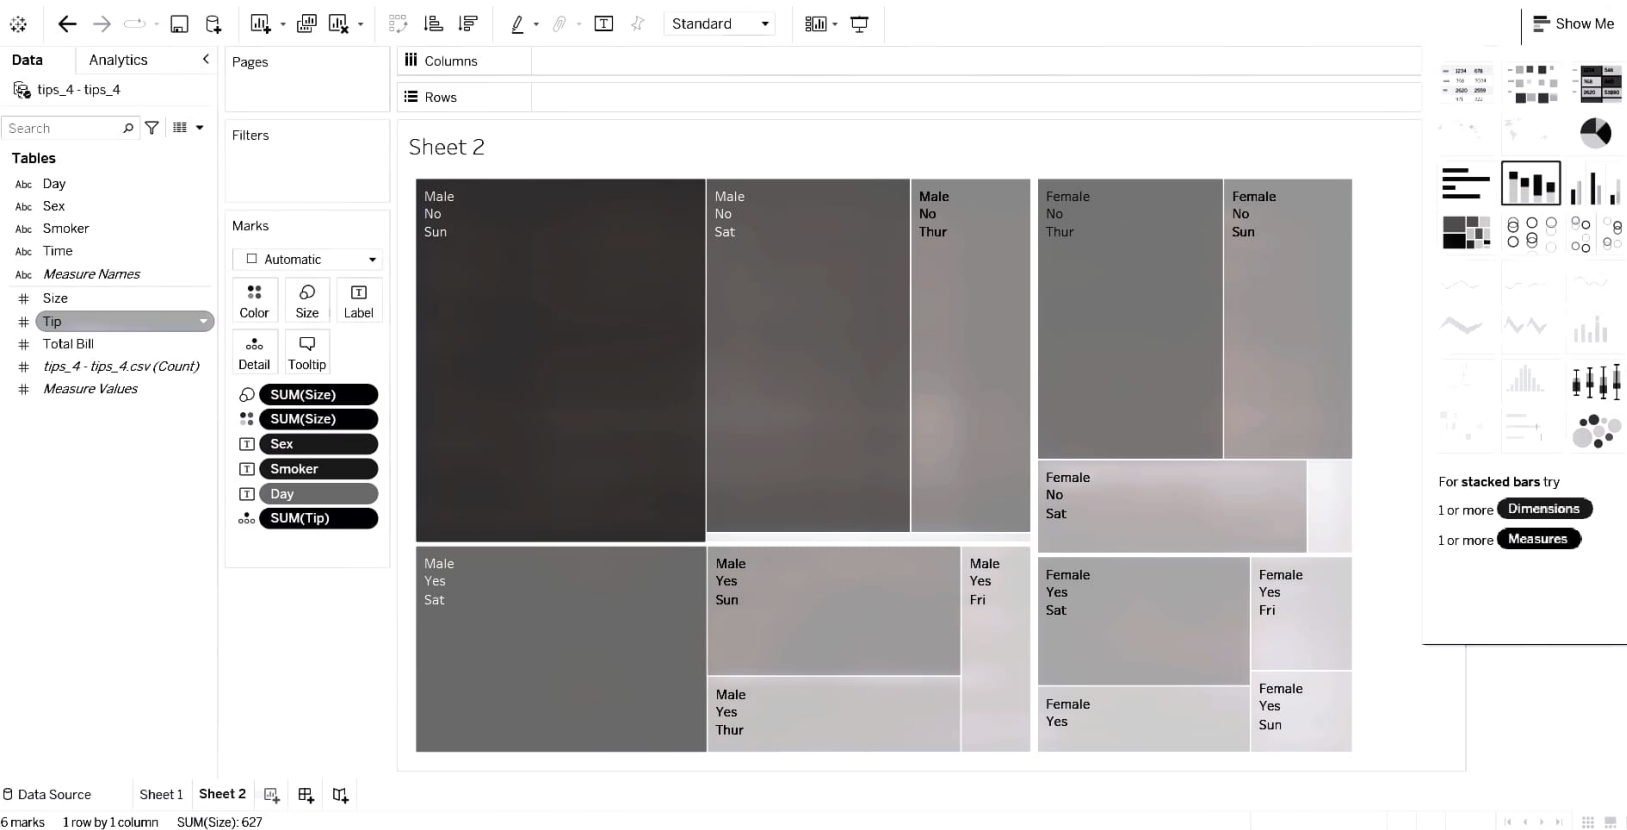 Standard
Show Me
Data
Analytics
tips_4 - tips_4
Search
Tables
Abc Day
Abc Sex
Abc Smoker
Abc Time
Abc Measure Names
# Size
# Tip
# Total Bill
# tips_4 - tips_4.csv (Count)
# Measure Values
Pages
Filters
Marks
Automatic
Color
Size
Label
Detail
Tooltip
SUM(Size)
SUM(Size)
Sex
Smoker
Day
SUM(Tip)
Columns
Rows
Sheet 2
Male
No
Sun
Male
No
Sat
Male
No
Thur
Female
No
Thur
Female
No
Sun
Female
No
Sat
Male
Yes
Sat
Male
Yes
Sun
Male
Yes
Fri
Male
Yes
Thur
Female
Yes
Sat
Female
Yes
Fri
Female
Yes
Female
Yes
Sun
For stacked bars try
1 or more Dimensions
1 or more Measures
Data Source
Sheet 1
Sheet 2
6 marks
1 row by 1 column
SUM(Size): 627